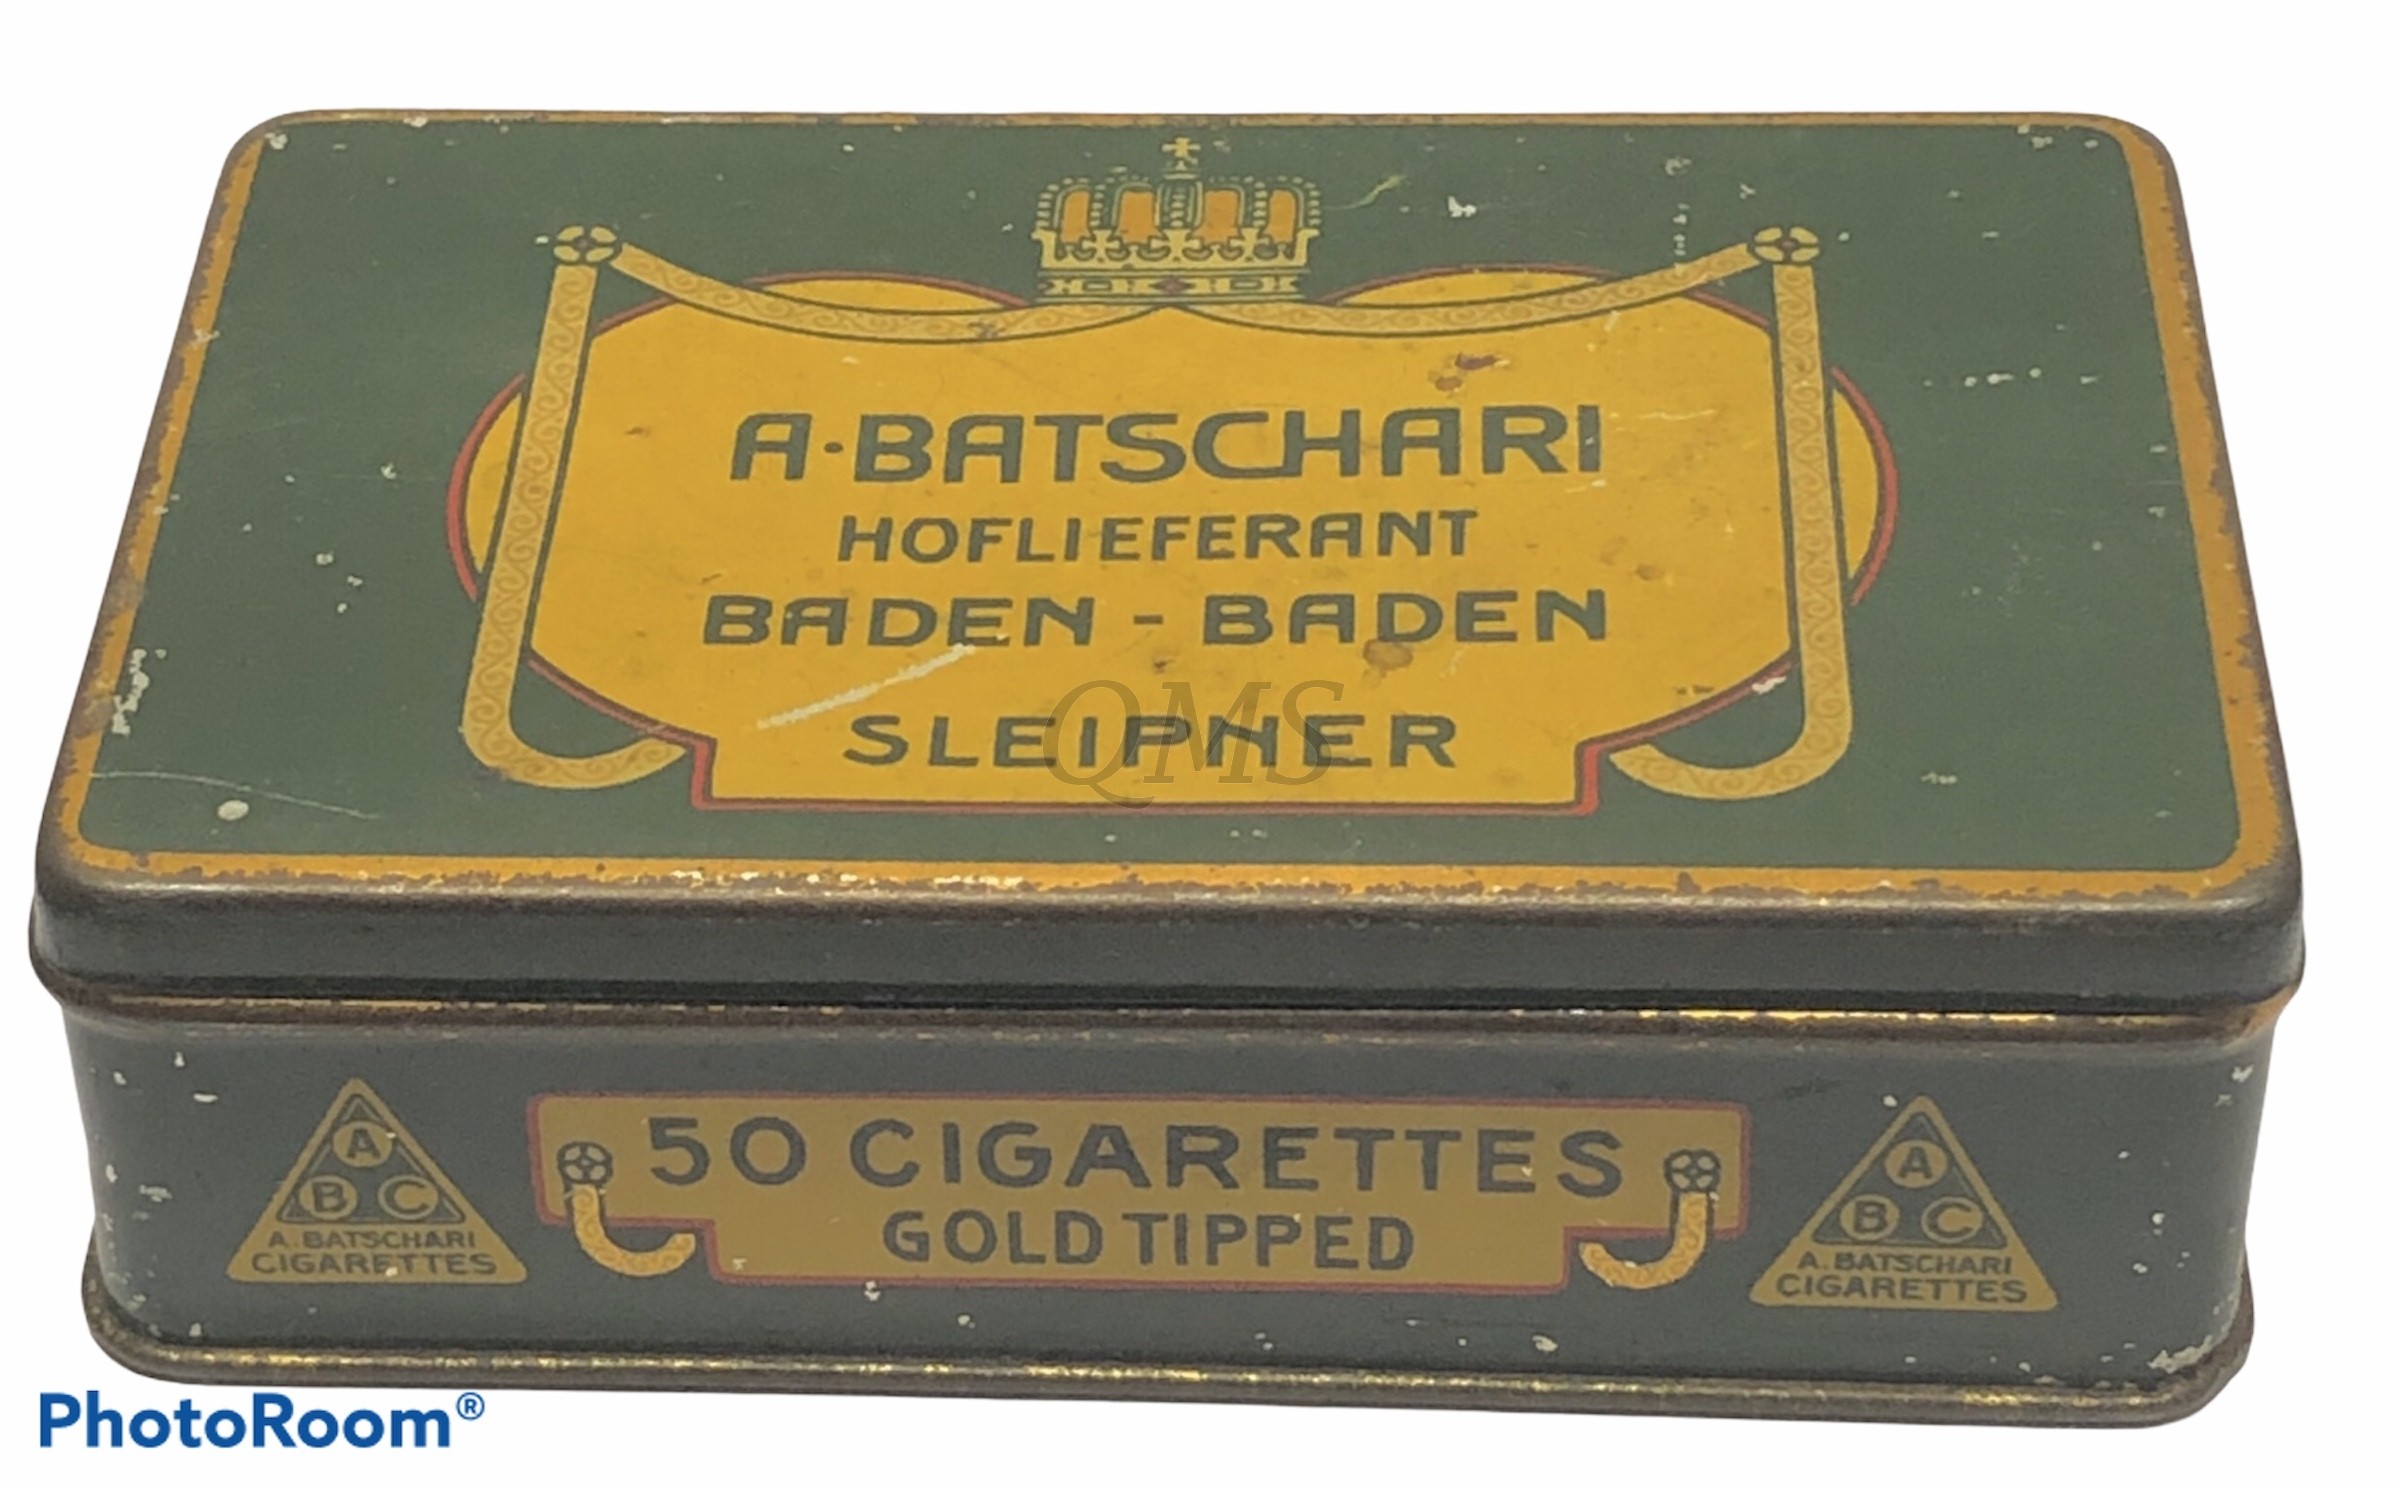 A·BATSCHARI
HOFLIEFERANT
BADEN - BADEN
SLEIPNER
QMS
50 CIGARETTES
GOLD TIPPED
A
B C
A. BATSCHARI
CIGARETTES
A
B C
A. BATSCHARI
CIGARETTES
PhotoRoom®